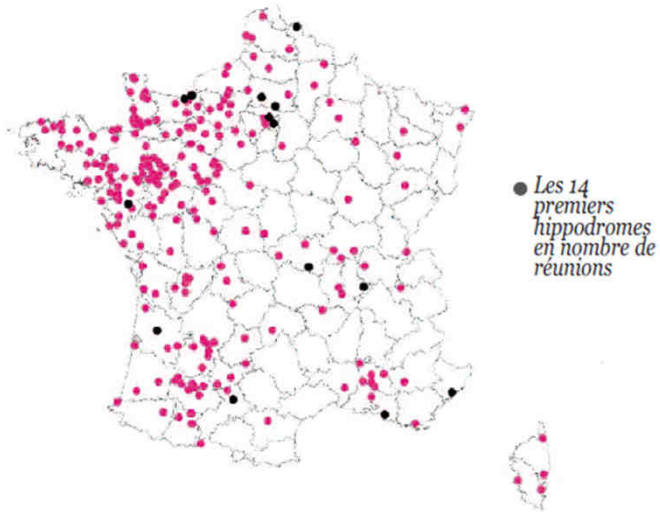 Les 14
premiers
hippodromes
en nombre de
réunions